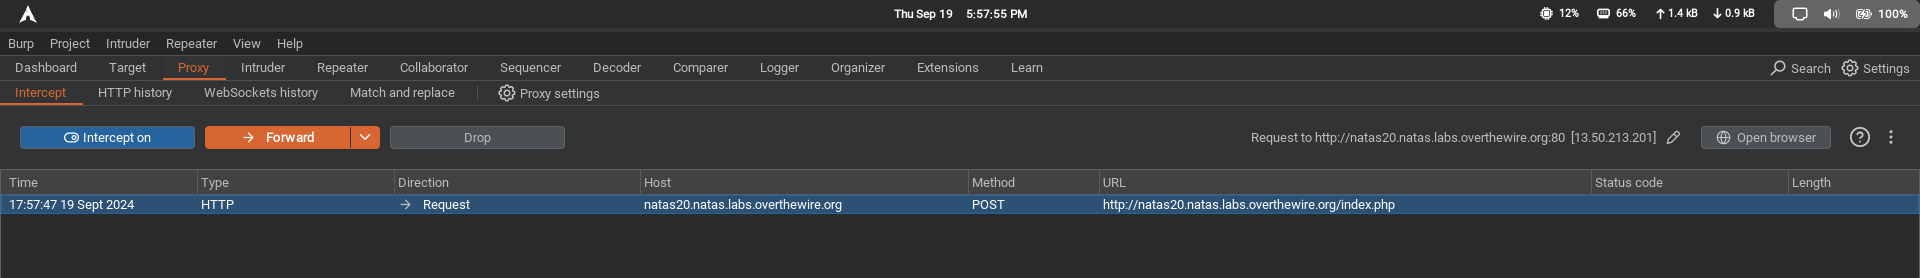 Thu Sep 19 5:57:55 PM 12% 66% 1.4 kB 0.9 kB 100%
Burp Project Intruder Repeater View Help
Dashboard Target Proxy Intruder Repeater Collaborator Sequencer Decoder Comparer Logger Organizer Extensions Learn Search Settings
Intercept HTTP history WebSockets history Match and replace Proxy settings
Intercept on Forward Drop Request to http://natas20.natas.labs.overthewire.org:80 [13.50.213.201] Open browser
Time Type Direction Host Method URL Status code Length
17:57:47 19 Sept 2024 HTTP Request natas20.natas.labs.overthewire.org POST http://natas20.natas.labs.overthewire.org/index.php